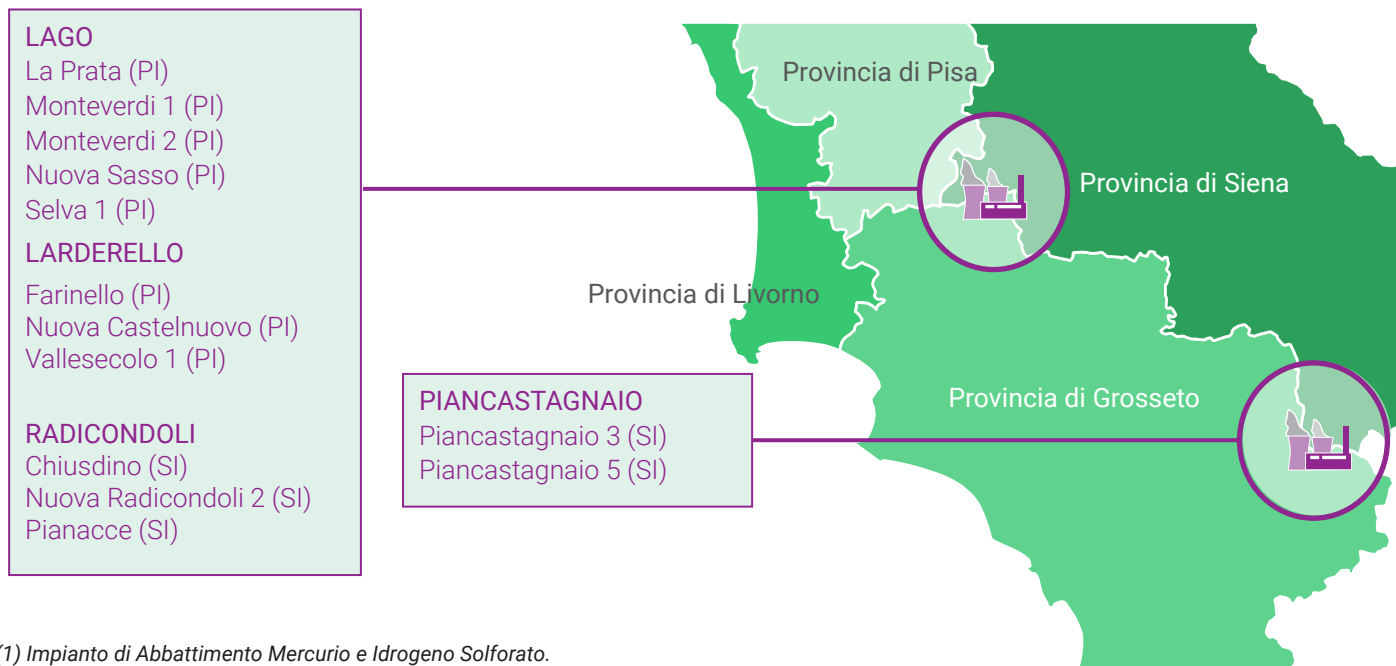 LAGO
La Prata (PI)
Monteverdi 1 (PI)
Monteverdi 2 (PI)
Nuova Sasso (PI)
Selva 1 (PI)
LARDERELLO
Farinello (PI)
Nuova Castelnuovo (PI)
Vallesecolo 1 (PI)
RADICONDOLI
Chiusdino (SI)
Nuova Radicondoli 2 (SI)
Pianacce (SI)
PIANCASTAGNAIO
Piancastagnaio 3 (SI)
Piancastagnaio 5 (SI)
Provincia di Pisa
Provincia di Siena
Provincia di Livorno
Provincia di Grosseto
(1) Impianto di Abbattimento Mercurio e Idrogeno Solforato.